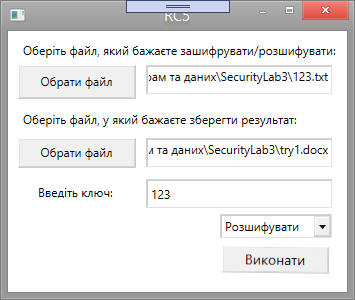 RC5
Оберіть файл, який бажаєте зашифрувати/розшифувати:
Обрати файл
рам та даних\SecurityLab3\123.txt
Оберіть файл, у який бажаєте зберегти результат:
Обрати файл
м та даних\SecurityLab3\try1.docx
Введіть ключ:
123
Розшифувати
Виконати